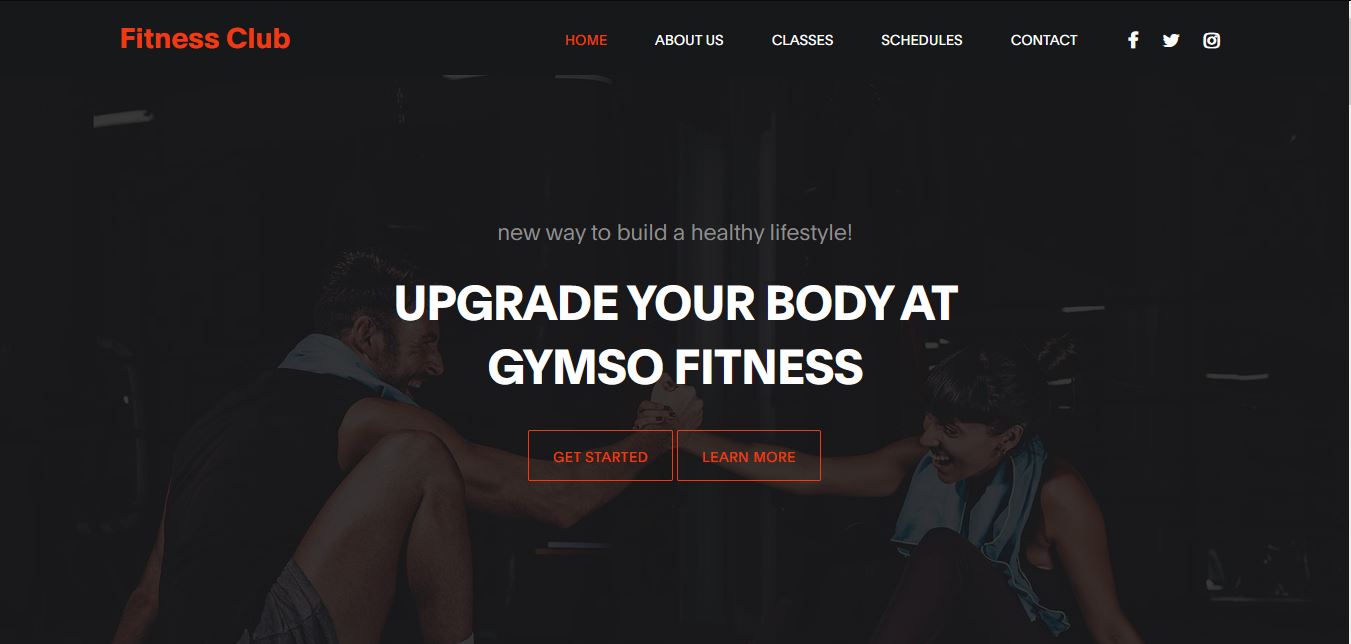 Fitness Club
HOME ABOUT US CLASSES SCHEDULES CONTACT
new way to build a healthy lifestyle!
UPGRADE YOUR BODY AT
GYMSO FITNESS
GET STARTED LEARN MORE